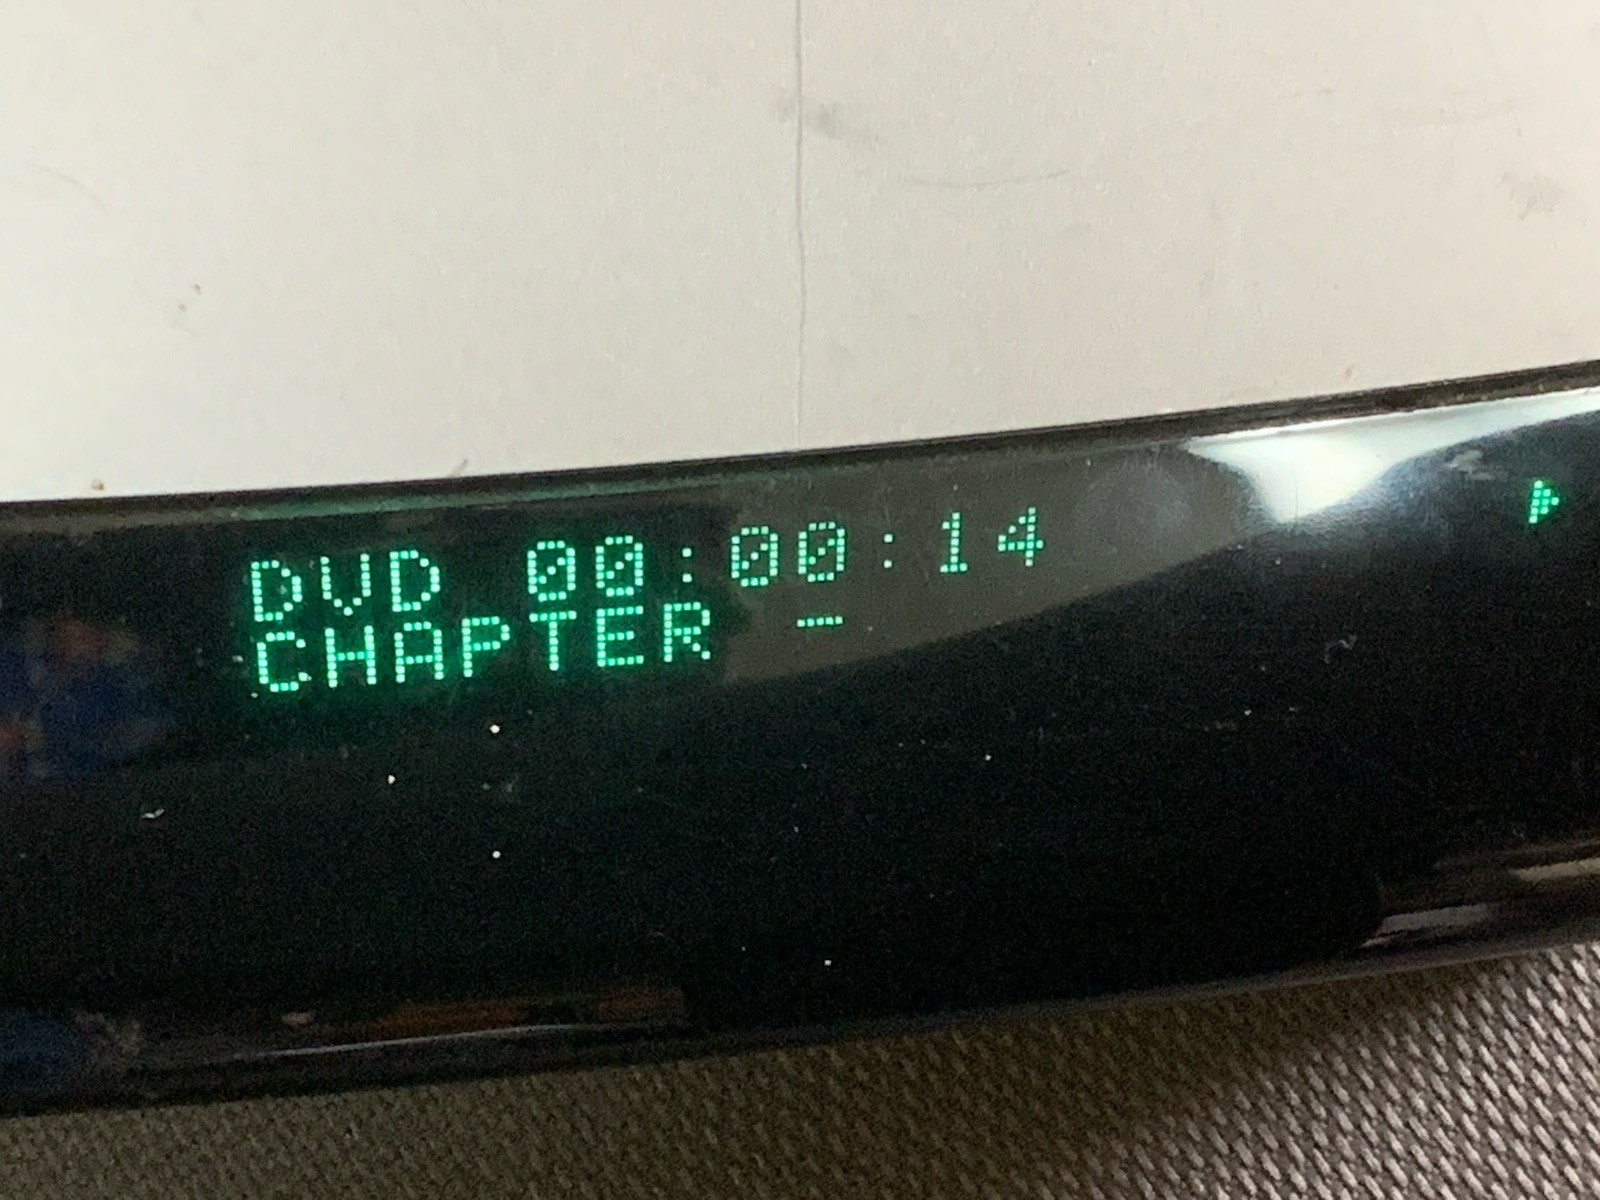 DVD 00:00:14
CHAPTER -